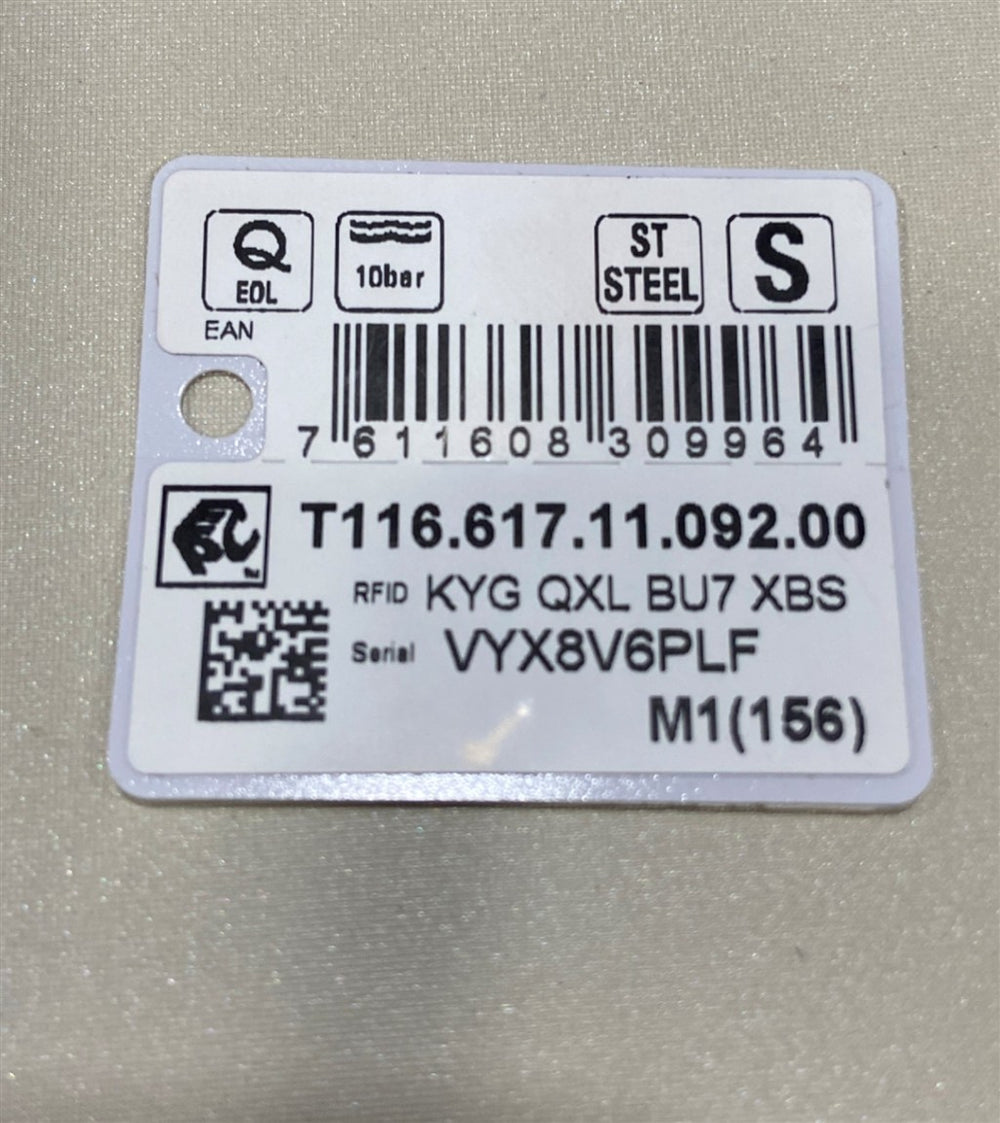 Q
EOL
10bar
ST
STEEL
S
EAN
7 611608 309964
T116.617.11.092.00
RFID KYG QXL BU7 XBS
Serial VYX8V6PLF
M1(156)